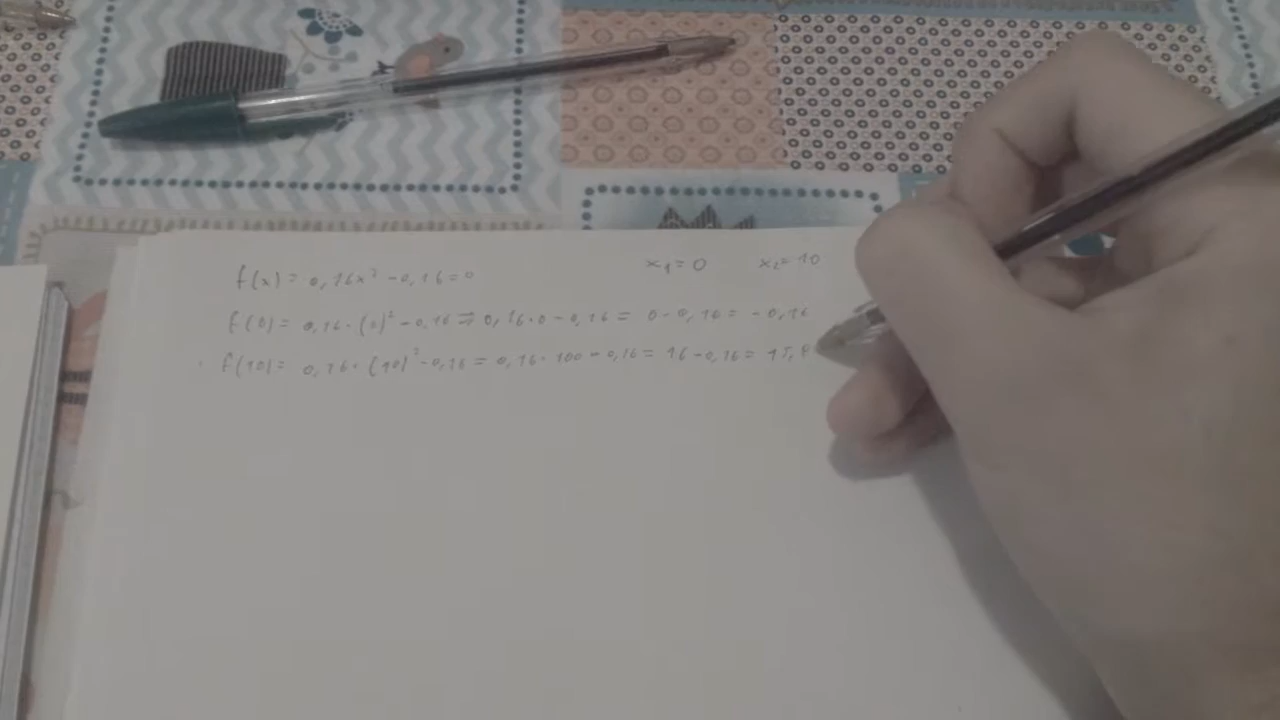 f(x) = 0,16x² - 0,16 = 0 x₁ = 0 x₂ = 10
f(0) = 0,16 · (0)² - 0,16 ⇒ 0,16 · 0 - 0,16 = 0 - 0,16 = - 0,16
f(10) = 0,16 · (10)² - 0,16 = 0,16 · 100 - 0,16 = 16 - 0,16 = 15,8